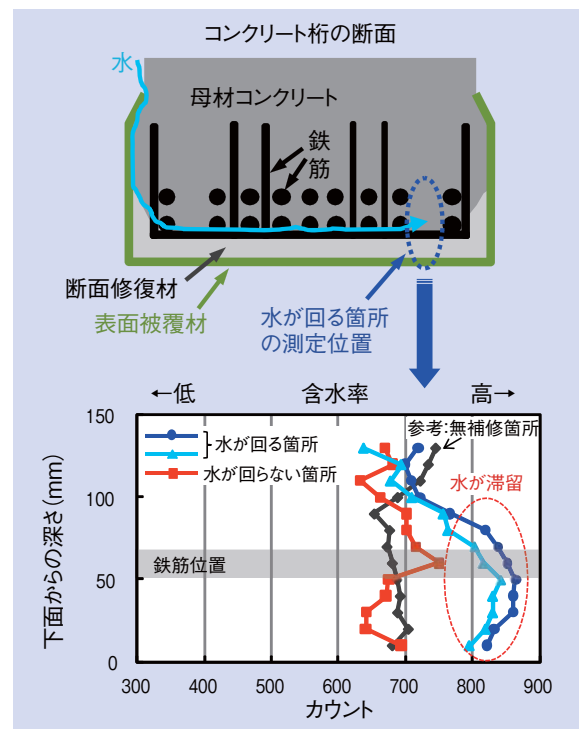 コンクリート桁の断面
水
母材コンクリート
鉄
筋
断面修復材
表面被覆材
水が回る箇所
の測定位置
←低
含水率
高→
150
100
50
0
下面からの深さ(mm)
水が回る箇所
水が回らない箇所
参考:無補修箇所
水が滞留
鉄筋位置
300
400
500
600
700
800
900
カウント